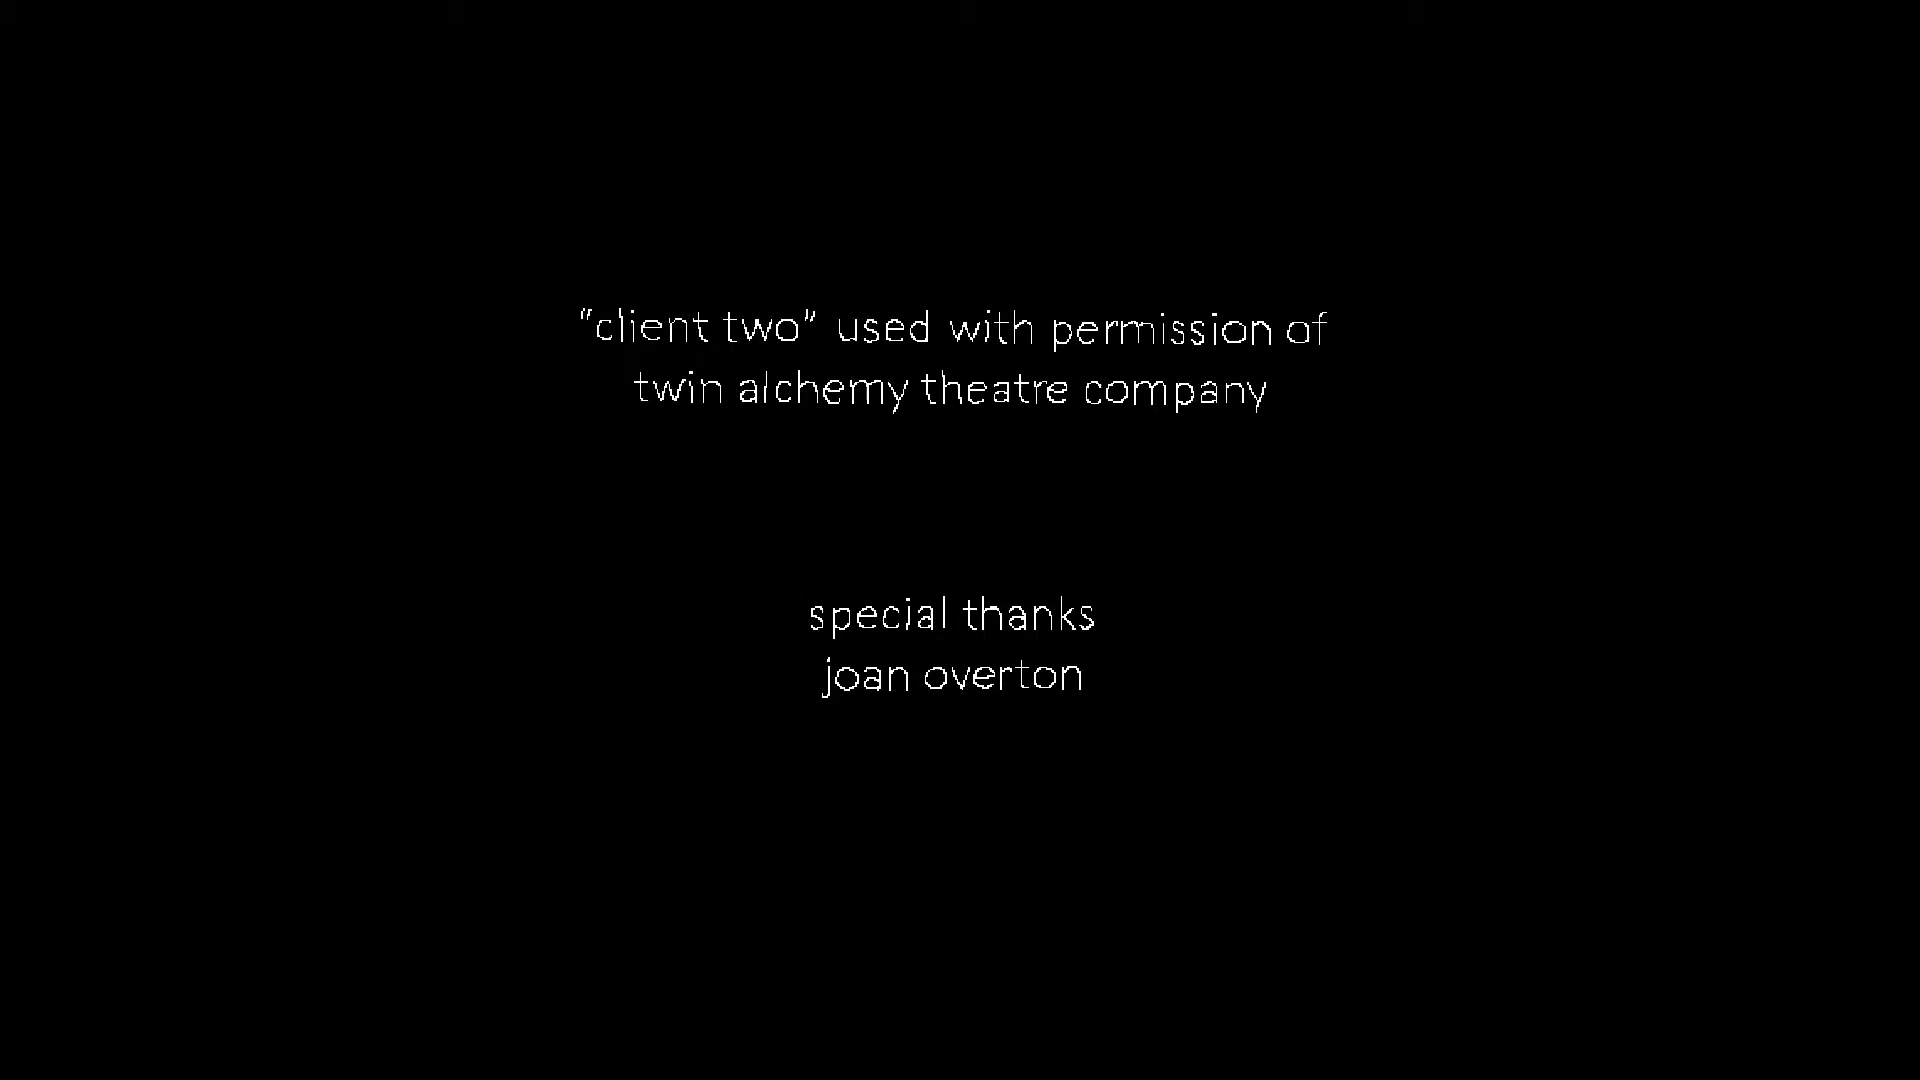 "client two" used with permission of
twin alchemy theatre company
special thanks
joan overton